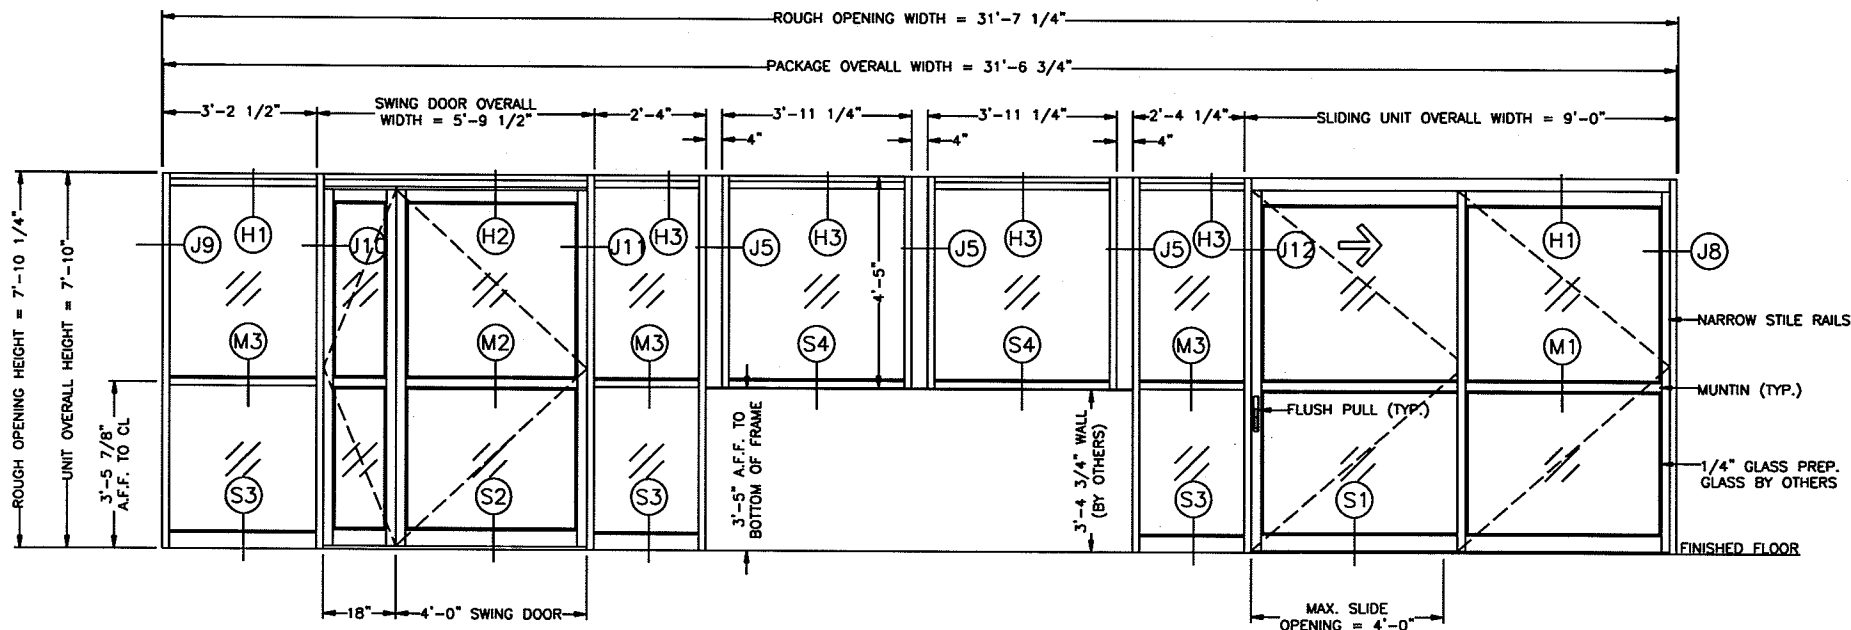 ROUGH OPENING WIDTH = 31'-7 1/4"
PACKAGE OVERALL WIDTH = 31'-6 3/4"
3'-2 1/2"
SWING DOOR OVERALL
WIDTH = 5'-9 1/2"
2'-4"
3'-11 1/4"
3'-11 1/4"
2'-4 1/4"
SLIDING UNIT OVERALL WIDTH = 9'-0"
4"
4"
4"
ROUGH OPENING HEIGHT = 7'-10 1/4"
UNIT OVERALL HEIGHT = 7'-10"
3'-5 7/8"
A.F.F. TO CL
J9
H1
J10
H2
J11
H3
J5
H3
J5
H3
J5
H3
J12
H1
J8
4'-5"
M3
M2
M3
S4
S4
M3
M1
NARROW STILE RAILS
MUNTIN (TYP.)
FLUSH PULL (TYP.)
1/4" GLASS PREP.
GLASS BY OTHERS
3'-5" A.F.F. TO
BOTTOM OF FRAME
3'-4 3/4" WALL
(BY OTHERS)
S3
S2
S3
S3
S1
FINISHED FLOOR
18"
4'-0" SWING DOOR
MAX. SLIDE
OPENING = 4'-0"